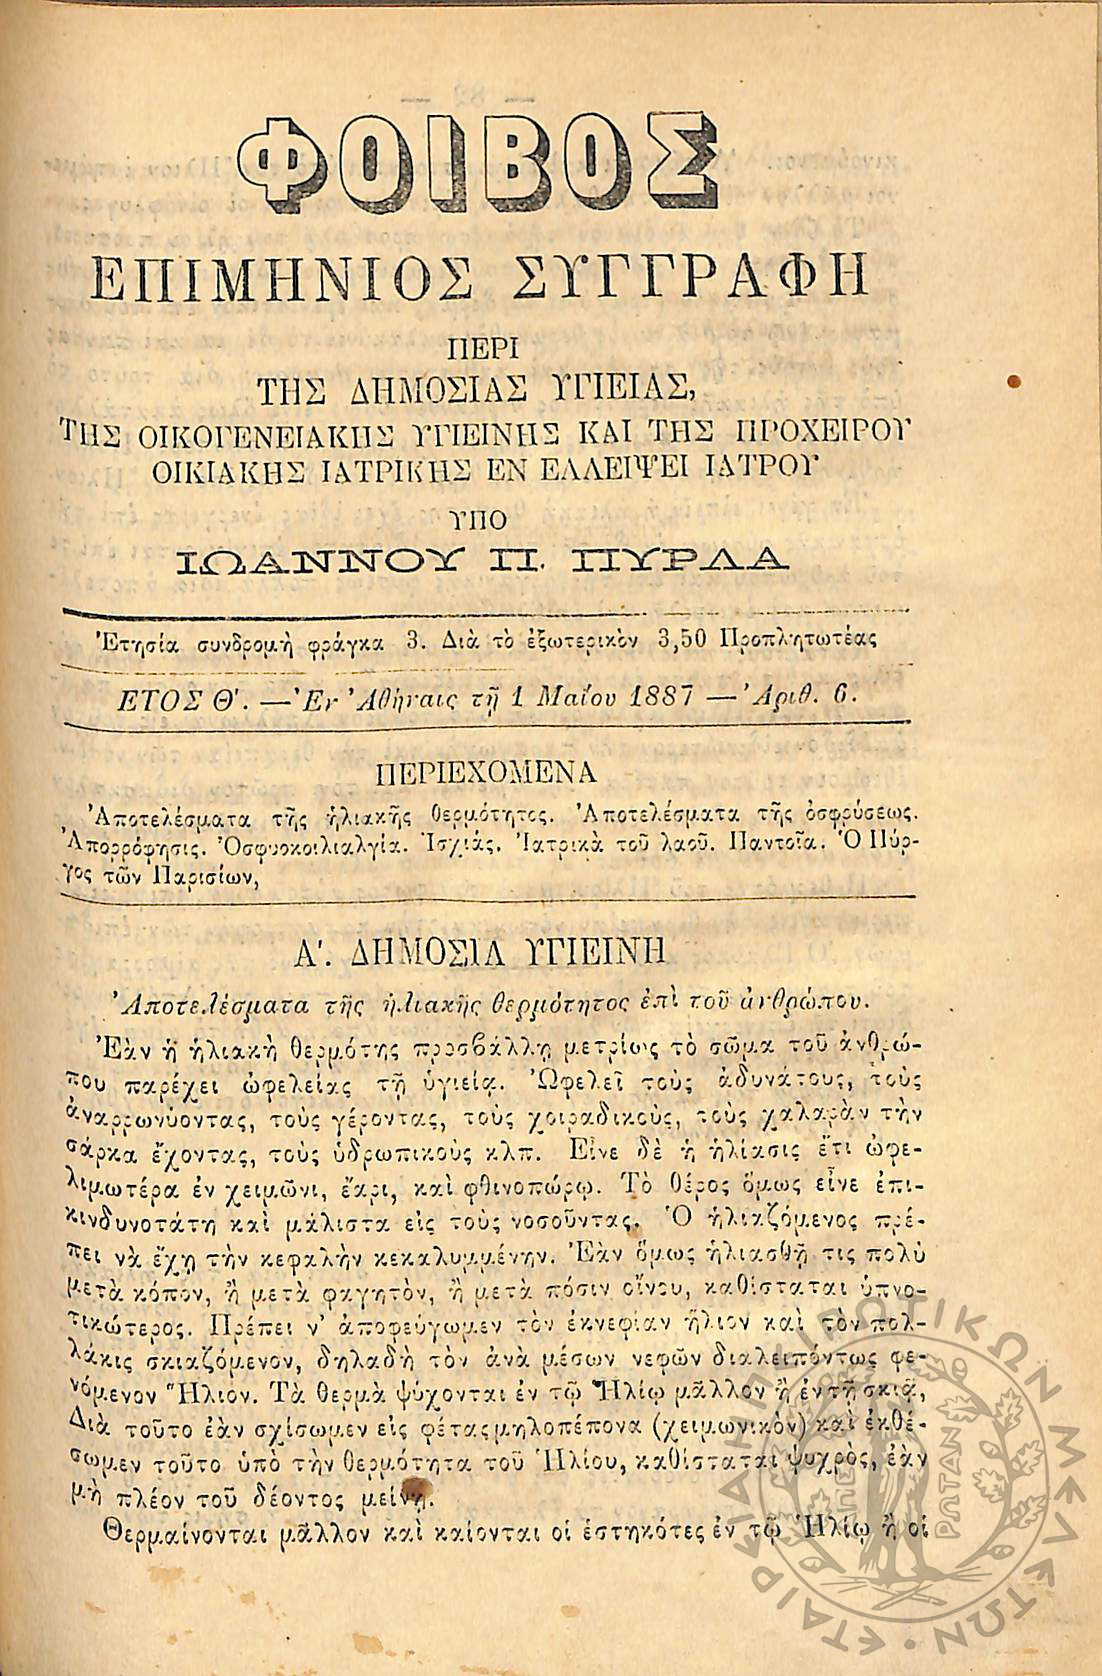 ΦΟΙΒΟΣ
ΕΠΙΜΗΝΙΟΣ ΣΥΓΓΡΑΦΗ
ΠΕΡΙ
ΤΗΣ ΔΗΜΟΣΙΑΣ ΥΓΙΕΙΑΣ,
ΤΗΣ ΟΙΚΟΓΕΝΕΙΑΚΗΣ ΥΓΙΕΙΝΗΣ ΚΑΙ ΤΗΣ ΠΡΟΧΕΙΡΟΥ
ΟΙΚΙΑΚΗΣ ΙΑΤΡΙΚΗΣ ΕΝ ΕΛΛΕΙΨΕΙ ΙΑΤΡΟΥ
ΥΠΟ
ΙΩΑΝΝΟΥ Π. ΠΥΡΛΑ
Ἐτησία συνδρομὴ φράγκα 3. Διὰ τὸ ἐξωτερικὸν 3,50 Προπλητωτέας
ΕΤΟΣ Θ'. — Ἐν Ἀθήναις τῇ 1 Μαΐου 1887 — Ἀριθ. 6.
ΠΕΡΙΕΧΟΜΕΝΑ
Ἀποτελέσματα τῆς ἡλιακῆς θερμότητος. Ἀποτελέσματα τῆς ὀσφρύσεως.
Ἀπορρόφησις. Ὀσφυοκοιλιαλγία. Ἰσχιάς. Ἰατρικὰ τοῦ λαοῦ. Παντοῖα. Ὁ Πύρ-
γος τῶν Παρισίων,
Α'. ΔΗΜΟΣΙΑ ΥΓΙΕΙΝΗ
Ἀποτελέσματα τῆς ἡλιακῆς θερμότητος ἐπὶ τοῦ ἀνθρώπου.
Ἐὰν ἡ ἡλιακὴ θερμότης προσβάλλῃ μετρίως τὸ σῶμα τοῦ ἀνθρώ-
που παρέχει ὠφελείας τῇ ὑγιείᾳ. Ὠφελεῖ τοὺς ἀδυνάτους, τοὺς
ἀναρρωνύοντας, τοὺς γέροντας, τοὺς χοιραδικοὺς, τοὺς χαλαρὰν τὴν
σάρκα ἔχοντας, τοὺς ὑδρωπικοὺς κλπ. Εἶνε δὲ ἡ ἡλίασις ἔτι ὠφε-
λιμωτέρα ἐν χειμῶνι, ἔαρι, καὶ φθινοπώρῳ. Τὸ θέρος ὅμως εἶνε ἐπι-
κινδυνοτάτη καὶ μάλιστα εἰς τοὺς νοσοῦντας. Ὁ ἡλιαζόμενος πρέ-
πει νὰ ἔχῃ τὴν κεφαλὴν κεκαλυμμένην. Ἐὰν ὅμως ἡλιασθῇ τις πολὺ
μετὰ κόπον, ἢ μετὰ φαγητὸν, ἢ μετὰ πόσιν οἴνου, καθίσταται ὑπνο-
τικώτερος. Πρέπει ν' ἀποφεύγωμεν τὸν ἐκνεφίαν ἥλιον καὶ τὸν πολ-
λάκις σκιαζόμενον, δηλαδὴ τὸν ἀνὰ μέσων νεφῶν διαλειπόντως φε-
νόμενον Ἥλιον. Τὰ θερμὰ ψύχονται ἐν τῷ Ἡλίῳ μᾶλλον ἢ ἐν τῇ σκιᾷ,
Διὰ τοῦτο ἐὰν σχίσωμεν εἰς φέτας μηλοπέπονα (χειμωνικὸν) καὶ ἐκθέ-
σωμεν τοῦτο ὑπὸ τὴν θερμότητα τοῦ Ἡλίου, καθίσταται ψυχρὸς, ἐὰν
μὴ πλέον τοῦ δέοντος μείνῃ.
Θερμαίνονται μᾶλλον καὶ καίονται οἱ ἑστηκότες ἐν τῷ Ἡλίῳ ἢ οἱ
ΕΤΑΙΡΕΙΑ ΗΠΕΙΡΩΤΙΚΩΝ ΜΕΛΕΤΩΝ
ΑΠΕΙ ΡΩΤΑΝ